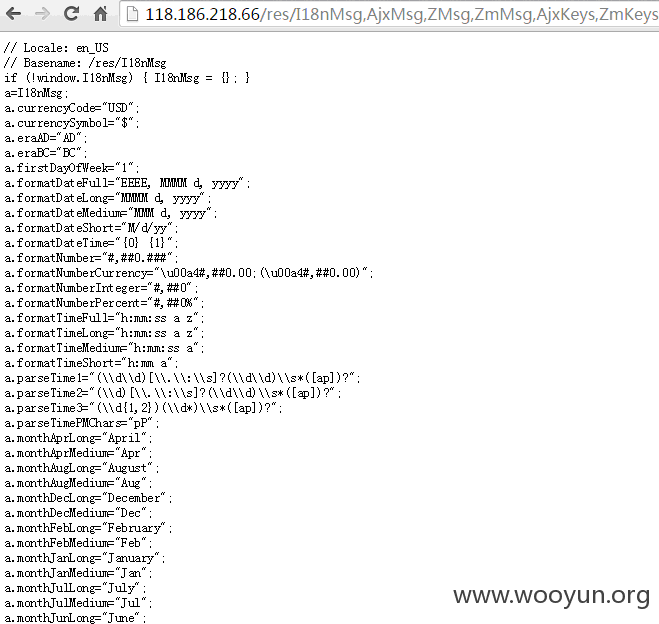 118.186.218.66/res/I18nMsg,AjxMsg,ZMsg,ZmMsg,AjxKeys,ZmKeys
// Locale: en_US
// Basename: /res/I18nMsg
if (!window.I18nMsg) { I18nMsg = {}; }
a=I18nMsg;
a.currencyCode="USD";
a.currencySymbol="$";
a.eraAD="AD";
a.eraBC="BC";
a.firstDayOfWeek="1";
a.formatDateFull="EEEE, MMMM d, yyyy";
a.formatDateLong="MMMM d, yyyy";
a.formatDateMedium="MMM d, yyyy";
a.formatDateShort="M/d/yy";
a.formatDateTime="{0} {1}";
a.formatNumber="#,##0.###";
a.formatNumberCurrency="\u00a4#,##0.00;(\u00a4#,##0.00)";
a.formatNumberInteger="#,##0";
a.formatNumberPercent="#,##0%";
a.formatTimeFull="h:mm:ss a z";
a.formatTimeLong="h:mm:ss a z";
a.formatTimeMedium="h:mm:ss a";
a.formatTimeShort="h:mm a";
a.parseTime1="(\\d\\d)[\\.\\:\\s]?(\\d\\d)\\s*([ap])?";
a.parseTime2="(\\d)[\\.\\:\\s]?(\\d\\d)\\s*([ap])?";
a.parseTime3="(\\d{1,2})(\\d*)\\s*([ap])?";
a.parseTimePMChars="pP";
a.monthAprLong="April";
a.monthAprMedium="Apr";
a.monthAugLong="August";
a.monthAugMedium="Aug";
a.monthDecLong="December";
a.monthDecMedium="Dec";
a.monthFebLong="February";
a.monthFebMedium="Feb";
a.monthJanLong="January";
a.monthJanMedium="Jan";
a.monthJulLong="July";
a.monthJulMedium="Jul";
a.monthJunLong="June";
www.wooyun.org